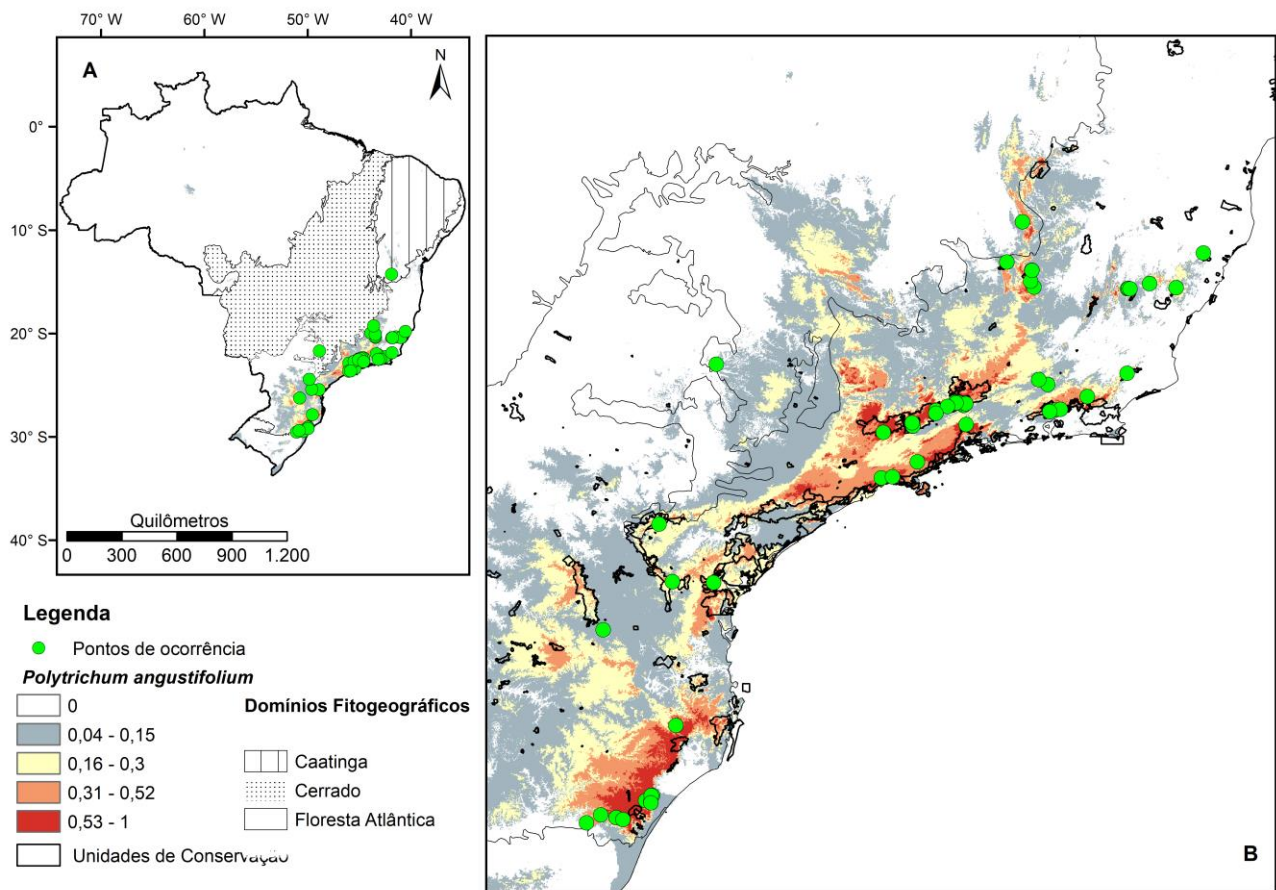 70° W 60° W 50° W 40° W
A
N
0°
10° S
20° S
30° S
40° S
Quilômetros
0 300 600 900 1.200
B
Legenda
Pontos de ocorrência
Polytrichum angustifolium
0
0,04 - 0,15
0,16 - 0,3
0,31 - 0,52
0,53 - 1
Unidades de Conservação
Domínios Fitogeográficos
Caatinga
Cerrado
Floresta Atlântica